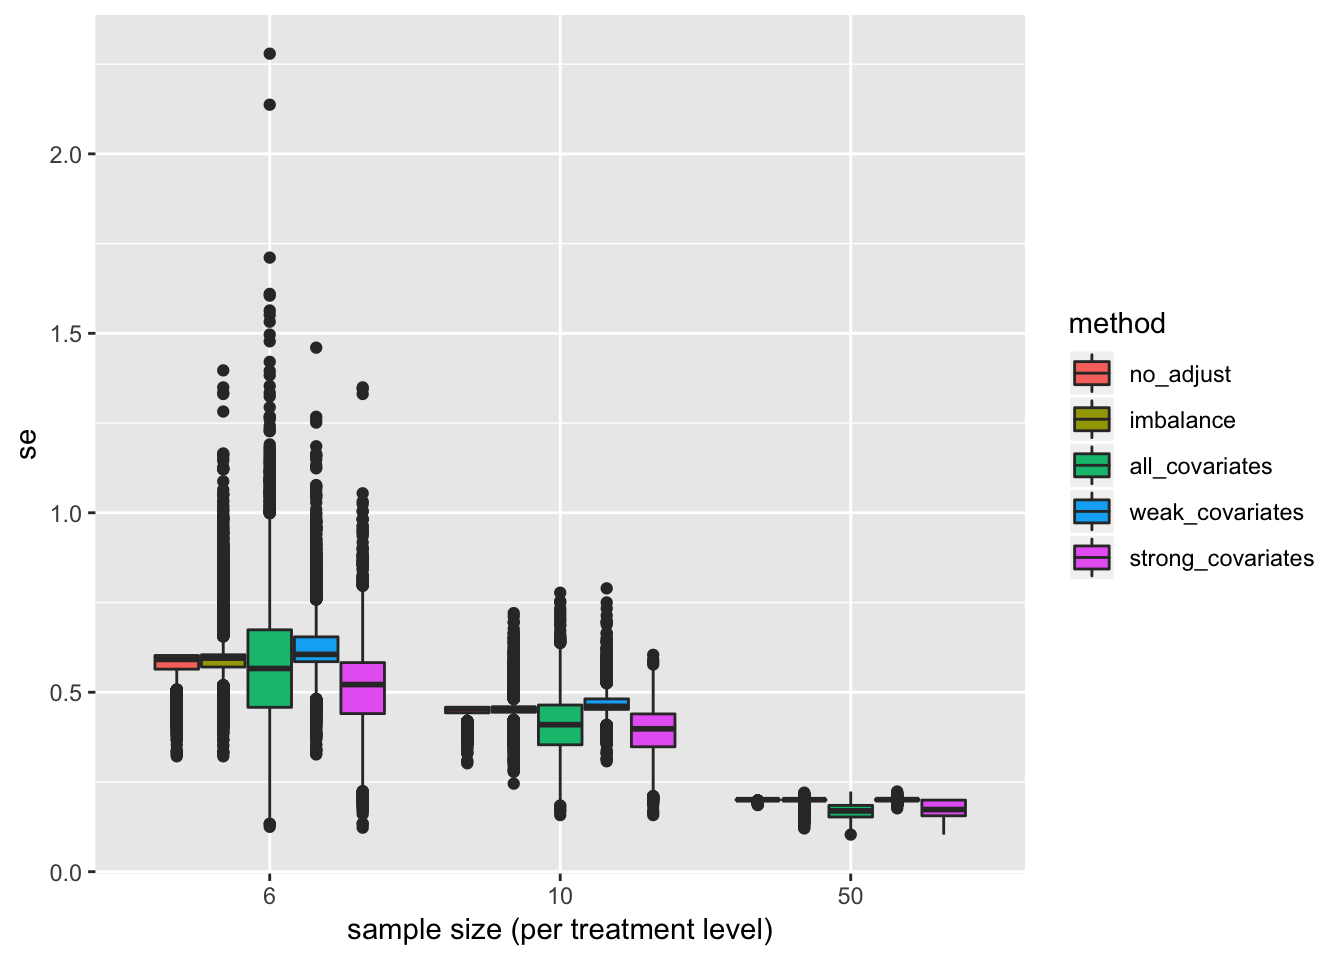 2.0
1.5
1.0
0.5
0.0
se
6
10
50
sample size (per treatment level)
method
no_adjust
imbalance
all_covariates
weak_covariates
strong_covariates